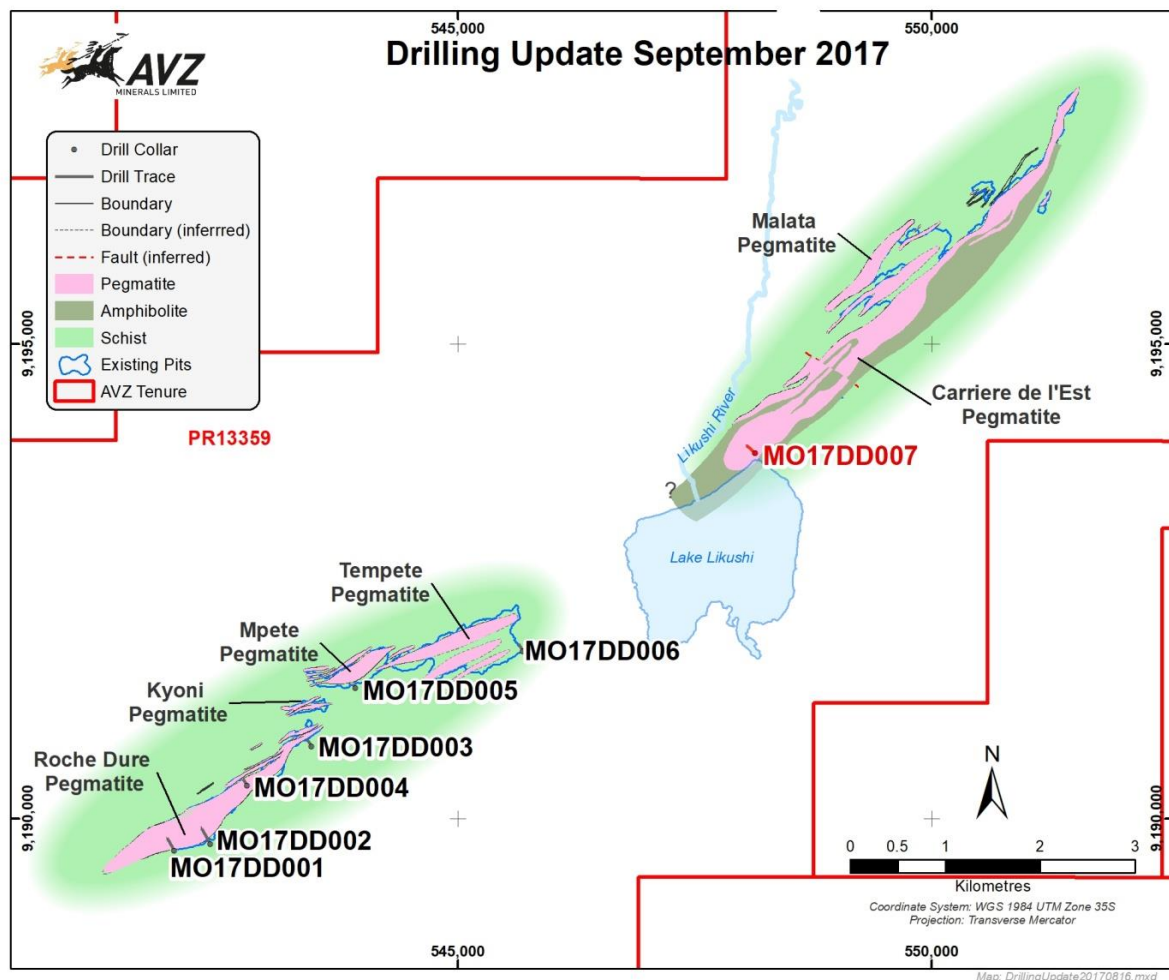 545,000
550,000
Drilling Update September 2017
AVZ
MINERALS LIMITED
Drill Collar
Drill Trace
Boundary
Boundary (inferrred)
Fault (inferred)
Pegmatite
Amphibolite
Schist
Existing Pits
AVZ Tenure
9,195,000
9,195,000
PR13359
Malata
Pegmatite
Carriere de l'Est
Pegmatite
Likushi River
MO17DD007
?
Lake Likushi
Tempete
Pegmatite
Mpete
Pegmatite
MO17DD006
Kyoni
Pegmatite
MO17DD005
MO17DD003
Roche Dure
Pegmatite
MO17DD004
MO17DD002
MO17DD001
9,190,000
9,190,000
N
0 0.5 1 2 3
Kilometres
Coordinate System: WGS 1984 UTM Zone 35S
Projection: Transverse Mercator
545,000
550,000
Map: DrillingUpdate20170816.mxd